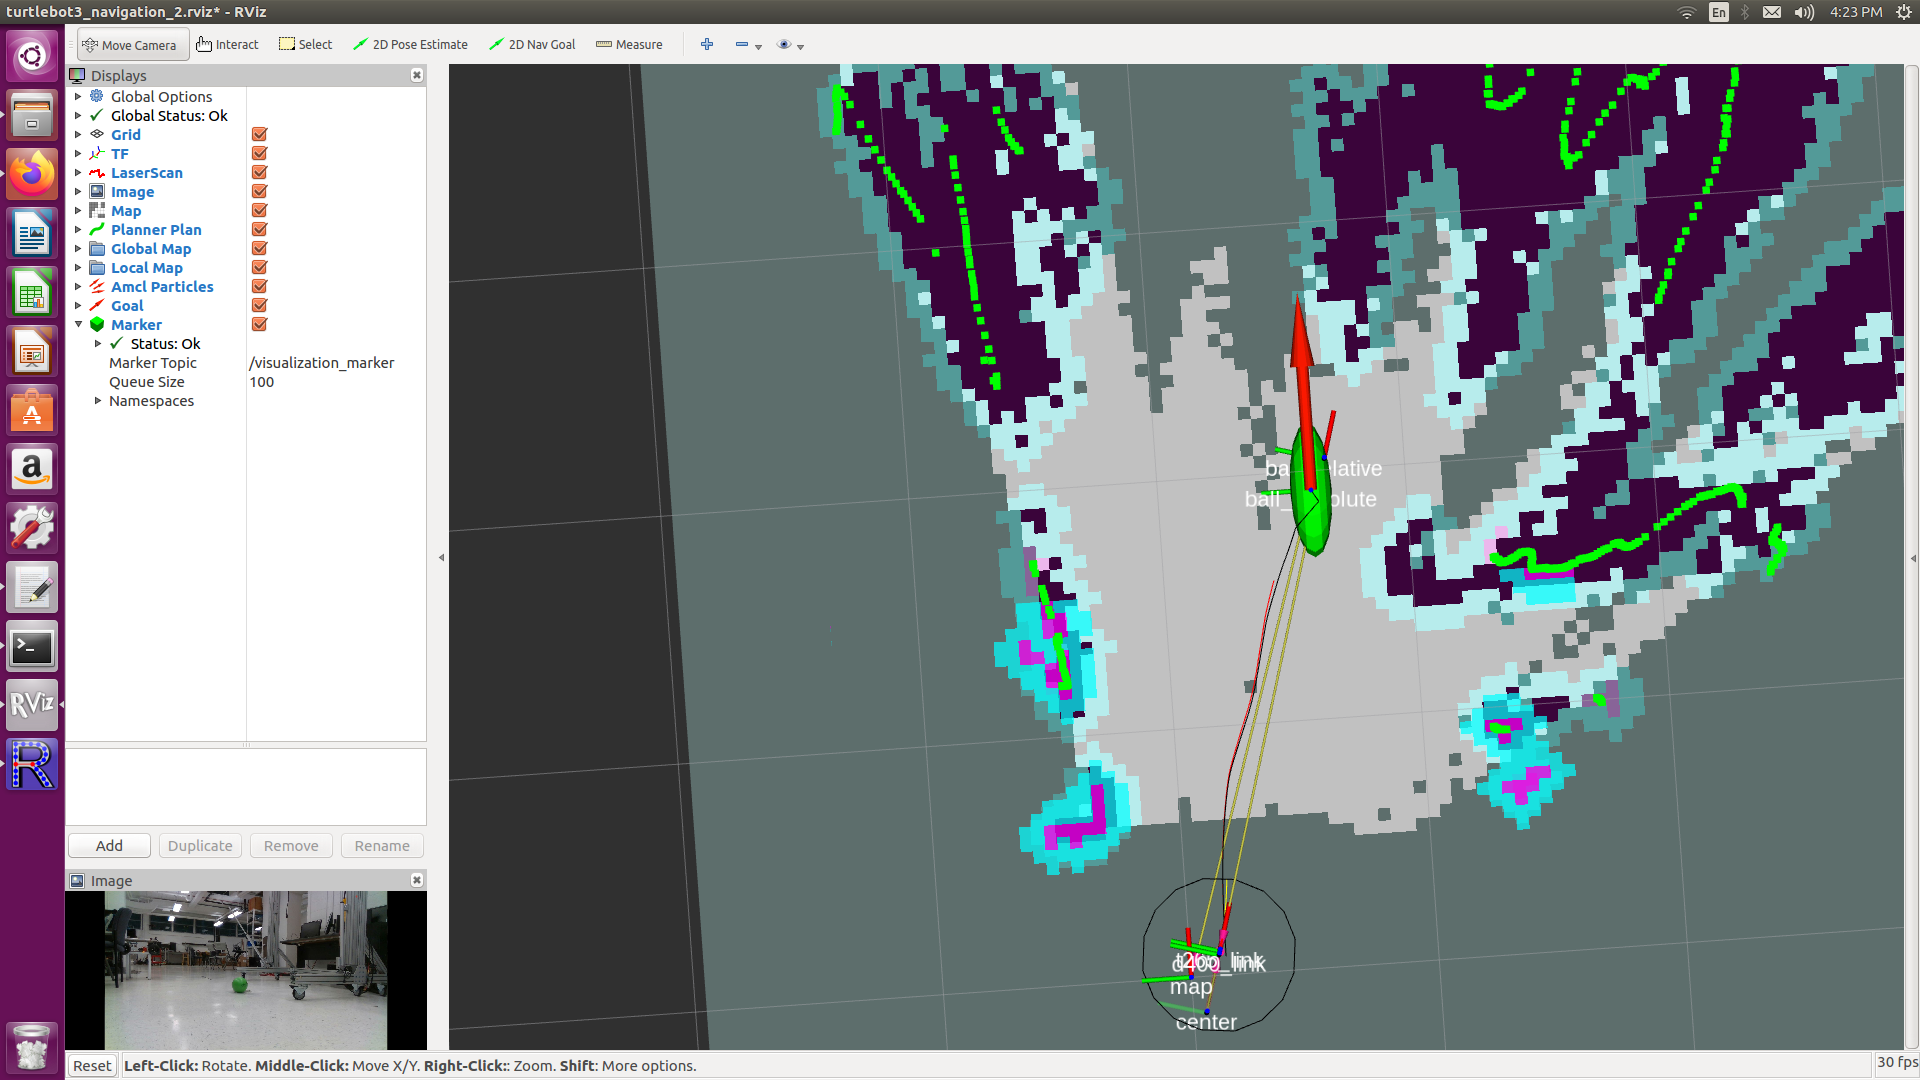 turtlebot3_navigation_2.rviz* - RViz
En
4:23 PM
Move Camera
Interact
Select
2D Pose Estimate
2D Nav Goal
Measure
Displays
Global Options
Global Status: Ok
Grid
TF
LaserScan
Image
Map
Planner Plan
Global Map
Local Map
Amcl Particles
Goal
Marker
Status: Ok
Marker Topic /visualization_marker
Queue Size 100
Namespaces
Add
Duplicate
Remove
Rename
Image
RViz
R
map
center
Reset
Left-Click: Rotate. Middle-Click: Move X/Y. Right-Click:: Zoom. Shift: More options.
30 fps